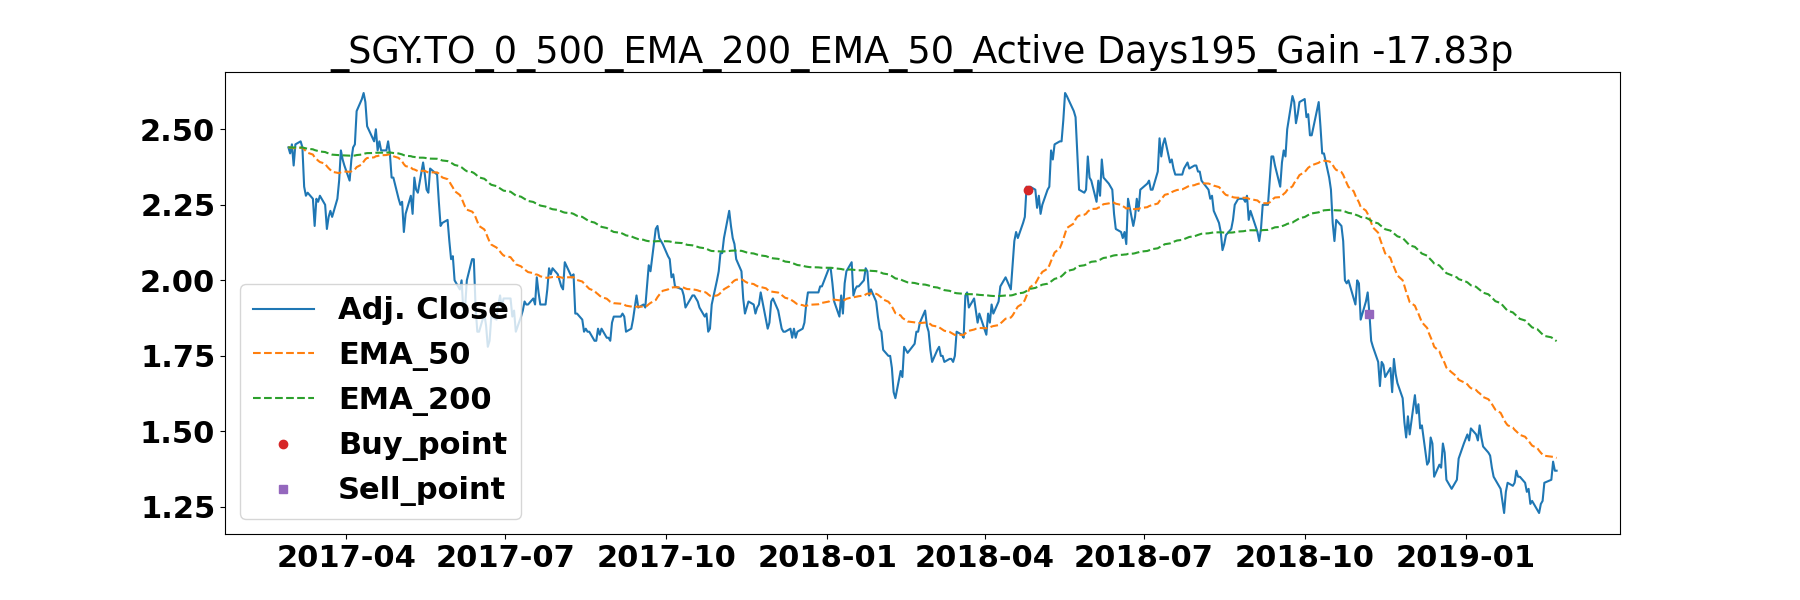 _SGY.TO_0_500_EMA_200_EMA_50_Active Days195_Gain -17.83p
2.50
2.25
2.00
1.75
1.50
1.25
Adj. Close
EMA_50
EMA_200
Buy_point
Sell_point
2017-04 2017-07 2017-10 2018-01 2018-04 2018-07 2018-10 2019-01